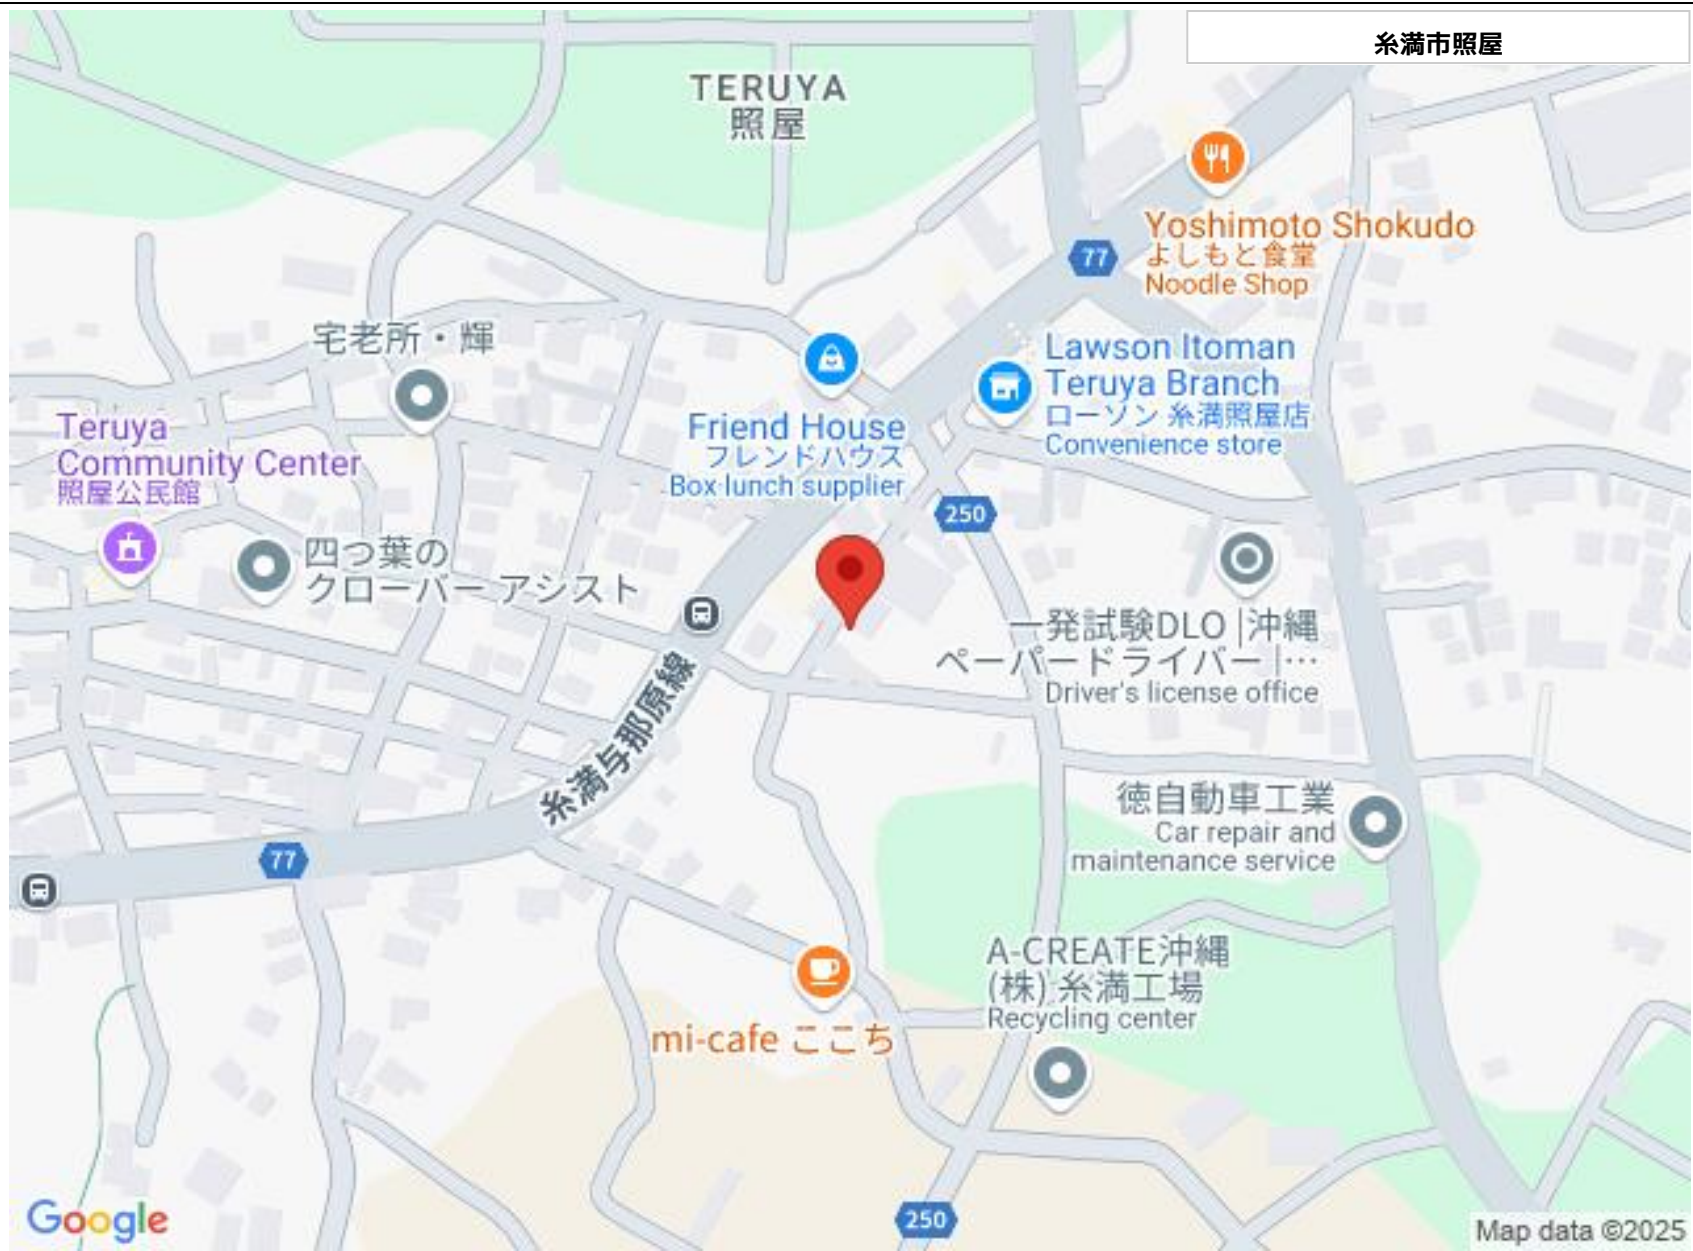 糸満市照屋
TERUYA
照屋
Yoshimoto Shokudo
よしもと食堂
Noodle Shop
77
宅老所・輝
Lawson Itoman
Teruya Branch
ローソン 糸満照屋店
Convenience store
Friend House
フレンドハウス
Box lunch supplier
Teruya
Community Center
照屋公民館
250
四つ葉の
クローバー アシスト
一発試験DLO |沖縄
ペーパードライバー |…
Driver's license office
糸満与那原線
徳自動車工業
Car repair and
maintenance service
77
A-CREATE沖縄
(株) 糸満工場
Recycling center
mi-cafe ここち
250
Google
Map data ©2025